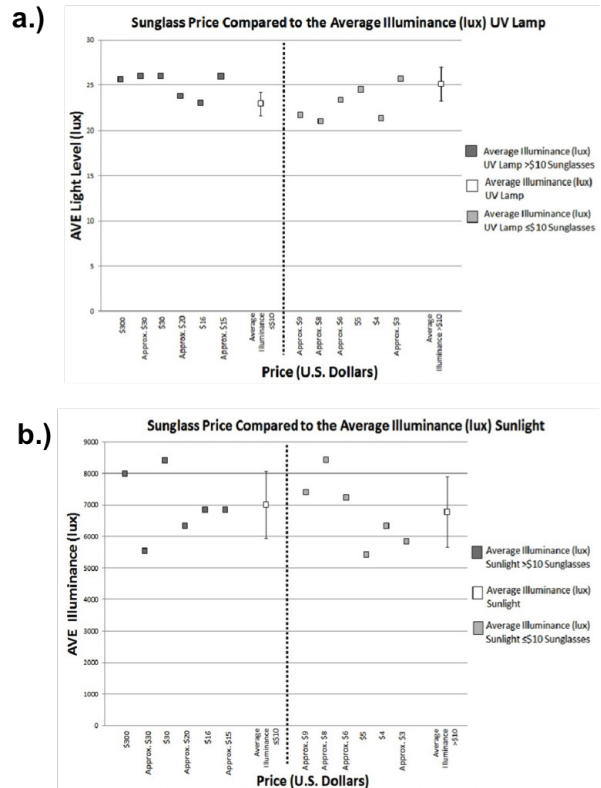 a.)
Sunglass Price Compared to the Average Illuminance (lux) UV Lamp
30
25
20
15
10
5
0
AVE Light Level (lux)
$300
Approx. $30
$30
Approx. $20
$16
Approx. $15
Average
Illuminance
≤$10
Approx. $9
Approx. $8
Approx. $6
$5
$4
Approx. $3
Average
Illuminance >$10
Price (U.S. Dollars)
Average Illuminance (lux)
UV Lamp >$10 Sunglasses
Average Illuminance (lux)
UV Lamp
Average Illuminance (lux)
UV Lamp ≤$10 Sunglasses
b.)
Sunglass Price Compared to the Average Illuminance (lux) Sunlight
9000
8000
7000
6000
5000
4000
3000
2000
1000
0
AVE Illuminance (lux)
$300
Approx. $30
$30
Approx. $20
$16
Approx. $15
Average
Illuminance
≤$10
Approx. $9
Approx. $8
Approx. $6
$5
$4
Approx. $3
Average
Illuminance
>$10
Price (U.S. Dollars)
Average Illuminance (lux)
Sunlight >$10 Sunglasses
Average Illuminance (lux)
Sunlight
Average Illuminance (lux)
Sunlight ≤$10 Sunglasses